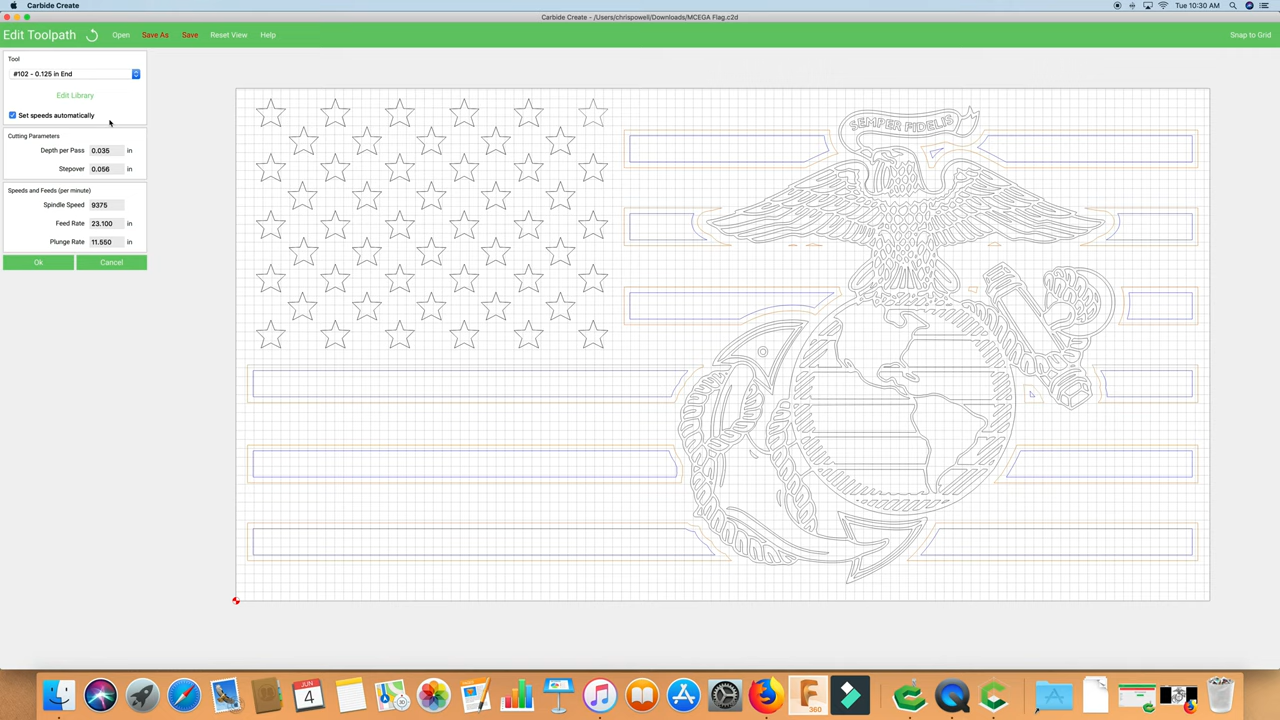 Carbide Create
Tue 10:30 AM
Carbide Create - /Users/chrispowell/Downloads/MCEGA Flag.c2d
Edit Toolpath
Open
Save As
Save
Reset View
Help
Snap to Grid
Tool
#102 - 0.125 in End
Edit Library
Set speeds automatically
Cutting Parameters
Depth per Pass 0.035 in
Stepover 0.056 in
Speeds and Feeds (per minute)
Spindle Speed 9375
Feed Rate 23.100 in
Plunge Rate 11.550 in
Ok
Cancel
SEMPER FIDELIS
JUN
4
360